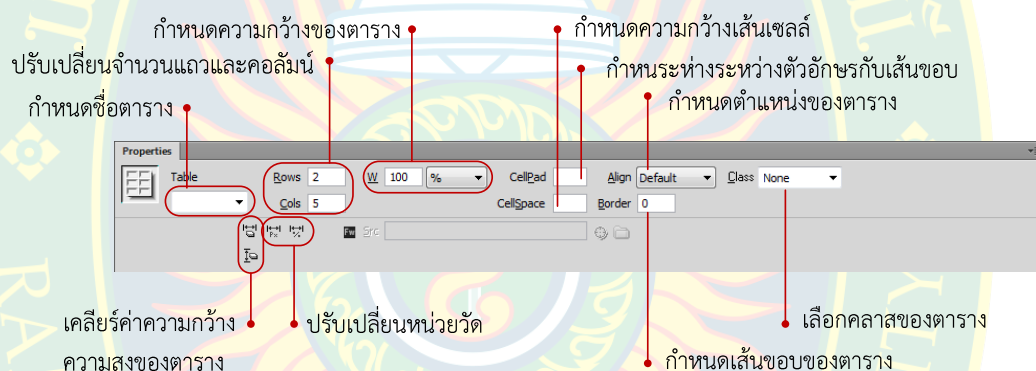 กำหนดความกว้างของตาราง
กำหนดความกว้างเส้นเซลล์
ปรับเปลี่ยนจำนวนแถวและคอลัมน์
กำหนระห่างระหว่างตัวอักษรกับเส้นขอบ
กำหนดชื่อตาราง
กำหนดตำแหน่งของตาราง
Properties
Table Rows 2 W 100 % CellPad Align Default Class None
Cols 5 CellSpace Border 0
Fw Src
เคลียร์ค่าความกว้าง
ความสูงของตาราง
ปรับเปลี่ยนหน่วยวัด
เลือกคลาสของตาราง
กำหนดเส้นขอบของตาราง